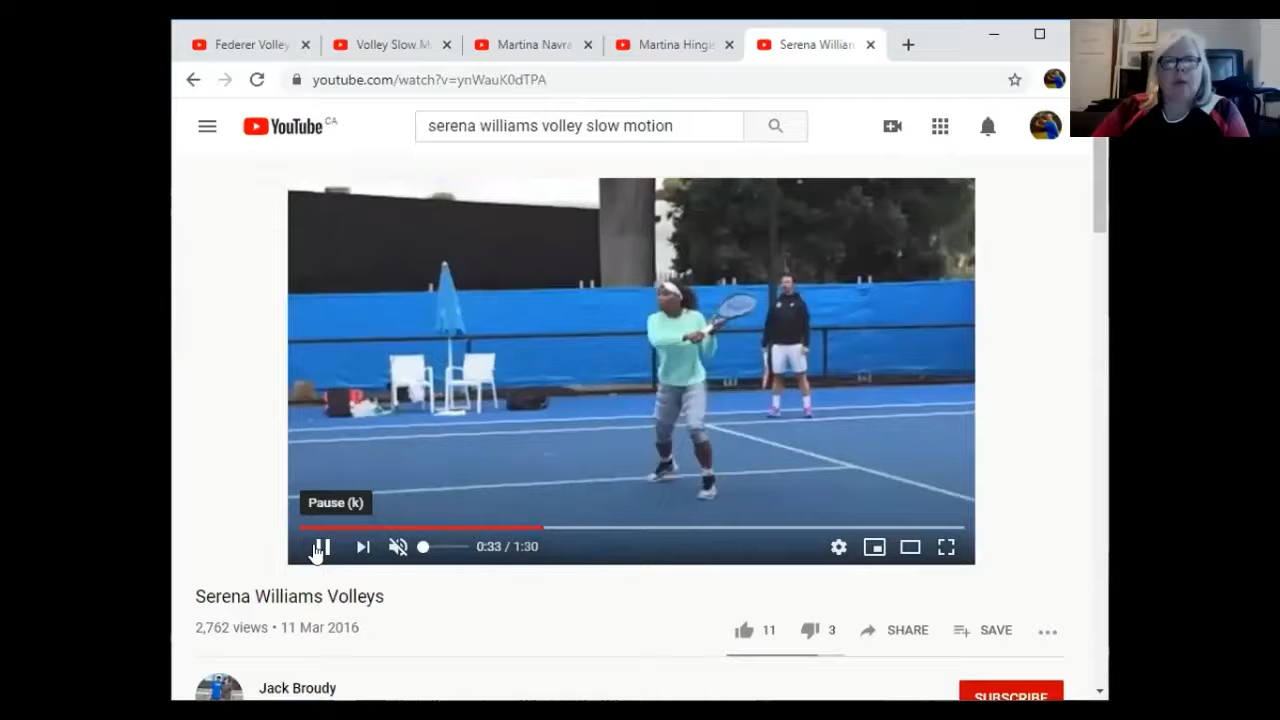 Federer Volley
Volley Slow M
Martina Navra
Martina Hingis
Serena Willian
youtube.com/watch?v=ynWauK0dTPA
YouTube CA
serena williams volley slow motion
Pause (k)
0:33 / 1:30
Serena Williams Volleys
2,762 views • 11 Mar 2016
11
3
SHARE
SAVE
Jack Broudy
SUBSCRIBE